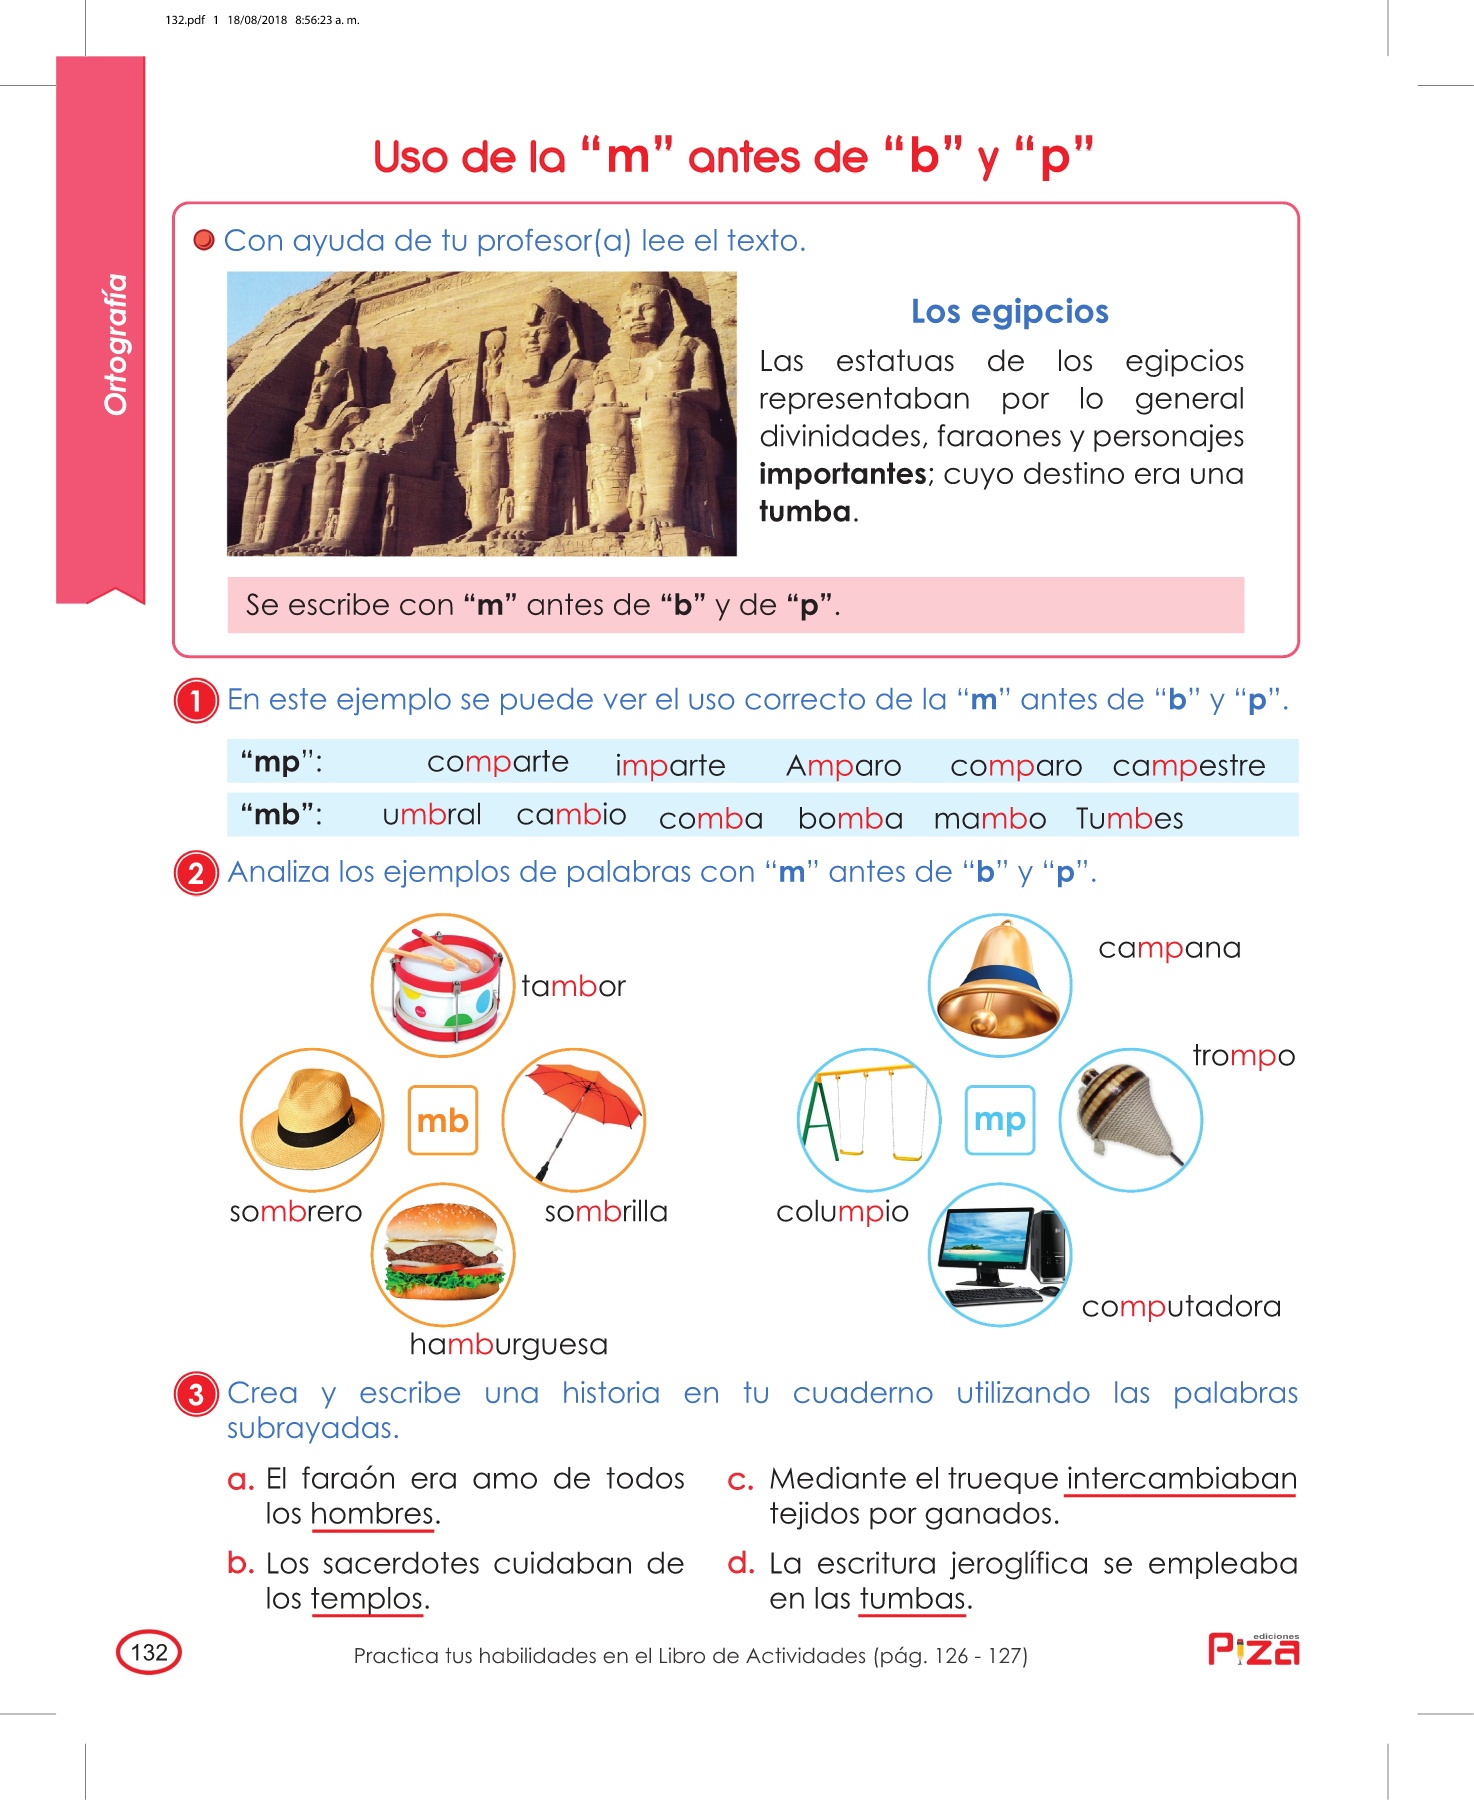 132.pdf 1 18/08/2018 8:56:23 a. m.
Ortografía
Uso de la “m” antes de “b” y “p”
Con ayuda de tu profesor(a) lee el texto.
Los egipcios
Las estatuas de los egipcios
representaban por lo general
divinidades, faraones y personajes
importantes; cuyo destino era una
tumba.
Se escribe con “m” antes de “b” y de “p”.
1 En este ejemplo se puede ver el uso correcto de la “m” antes de “b” y “p”.
“mp”: comparte imparte Amparo comparo campestre
“mb”: umbral cambio comba bomba mambo Tumbes
2 Analiza los ejemplos de palabras con “m” antes de “b” y “p”.
tambor
mb
sombrero
sombrilla
hamburguesa
campana
trompo
mp
columpio
computadora
3 Crea y escribe una historia en tu cuaderno utilizando las palabras
subrayadas.
a. El faraón era amo de todos
los hombres.
b. Los sacerdotes cuidaban de
los templos.
c. Mediante el trueque intercambiaban
tejidos por ganados.
d. La escritura jeroglífica se empleaba
en las tumbas.
132
Practica tus habilidades en el Libro de Actividades (pág. 126 - 127)
ediciones
Piza